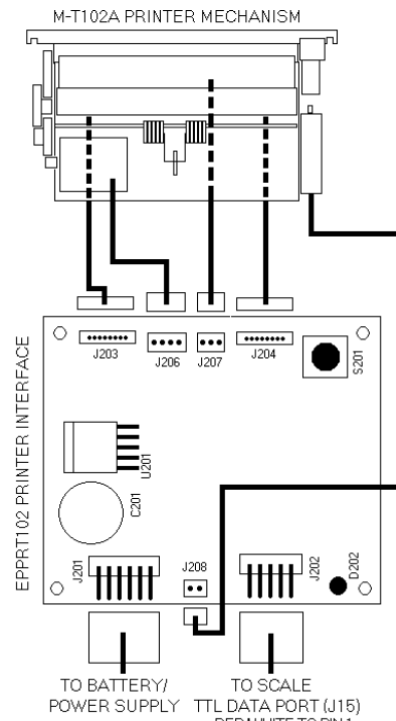 M-T102A PRINTER MECHANISM
J203
J206
J207
J204
S201
EPPRT102 PRINTER INTERFACE
U201
C201
J201
J208
J202
D202
TO BATTERY/
POWER SUPPLY
TO SCALE
TTL DATA PORT (J15)